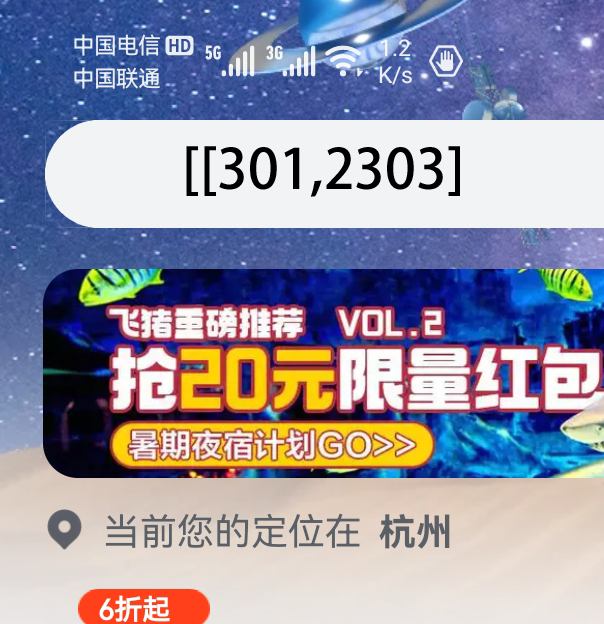 中国电信 HD 5G 3G 1.2
中国联通 K/s
[[301,2303]
飞猪重磅推荐 VOL.2
抢20元限量红包
暑期夜宿计划GO>>
当前您的定位在 杭州
6折起